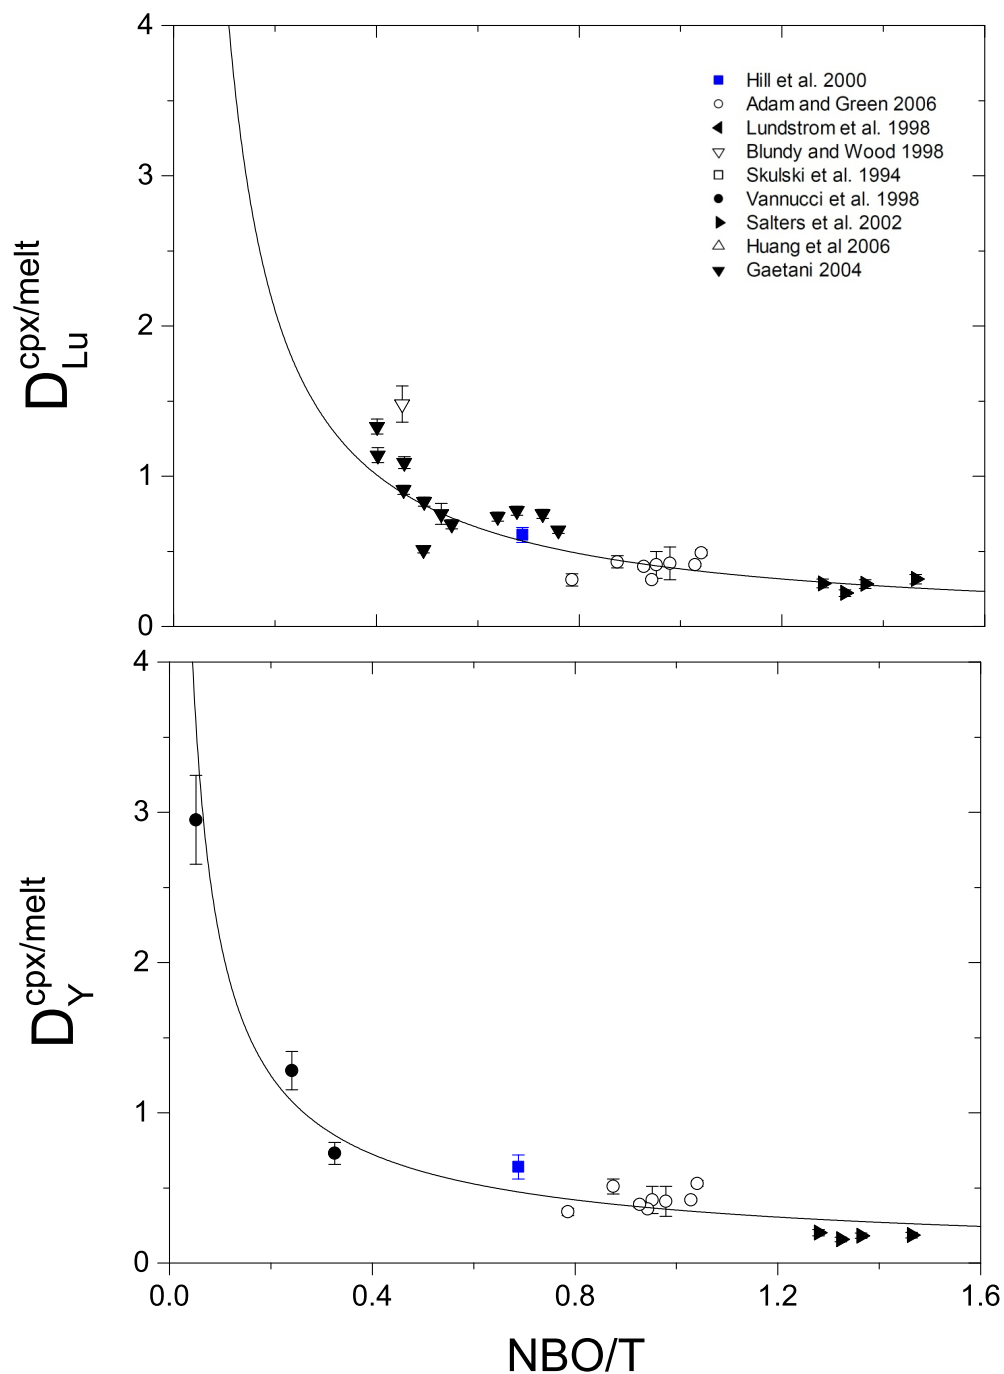 4
3
2
1
0
D Lu cpx/melt
Hill et al. 2000
Adam and Green 2006
Lundstrom et al. 1998
Blundy and Wood 1998
Skulski et al. 1994
Vannucci et al. 1998
Salters et al. 2002
Huang et al 2006
Gaetani 2004
4
3
2
1
0
D Y cpx/melt
0.0 0.4 0.8 1.2 1.6
NBO/T